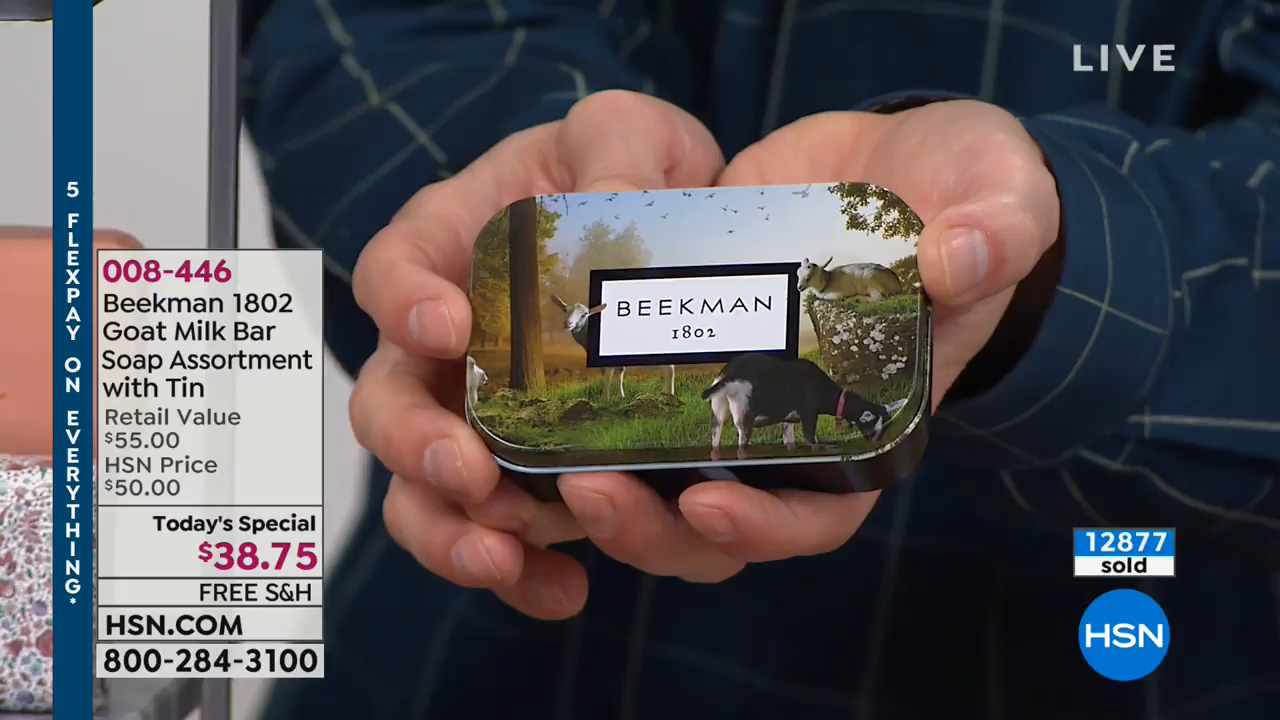 LIVE
5 FLEXPAY ON EVERYTHING*
008-446
Beekman 1802
Goat Milk Bar
Soap Assortment
with Tin
Retail Value
$55.00
HSN Price
$50.00
Today's Special
$38.75
FREE S&H
HSN.COM
800-284-3100
BEEKMAN
1802
12877
sold
HSN